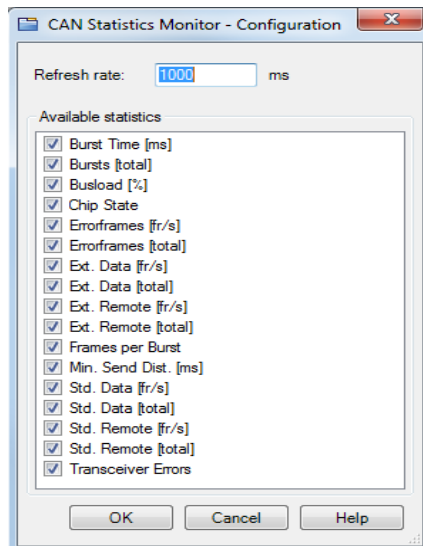 CAN Statistics Monitor - Configuration
Refresh rate: 1000 ms
Available statistics
Burst Time [ms]
Bursts [total]
Busload [%]
Chip State
Errorframes [fr/s]
Errorframes [total]
Ext. Data [fr/s]
Ext. Data [total]
Ext. Remote [fr/s]
Ext. Remote [total]
Frames per Burst
Min. Send Dist. [ms]
Std. Data [fr/s]
Std. Data [total]
Std. Remote [fr/s]
Std. Remote [total]
Transceiver Errors
OK Cancel Help